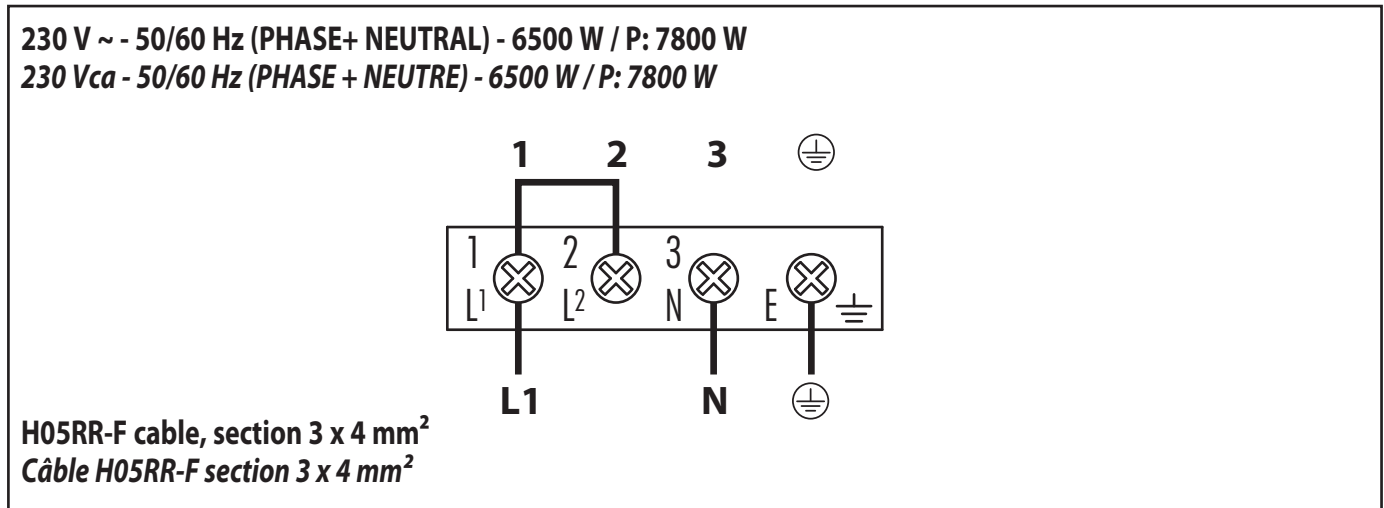 230 V ~ - 50/60 Hz (PHASE+ NEUTRAL) - 6500 W / P: 7800 W
230 Vca - 50/60 Hz (PHASE + NEUTRE) - 6500 W / P: 7800 W
1 2 3
1 2 3
L1 L2 N E
L1 N
H05RR-F cable, section 3 x 4 mm²
Câble H05RR-F section 3 x 4 mm²